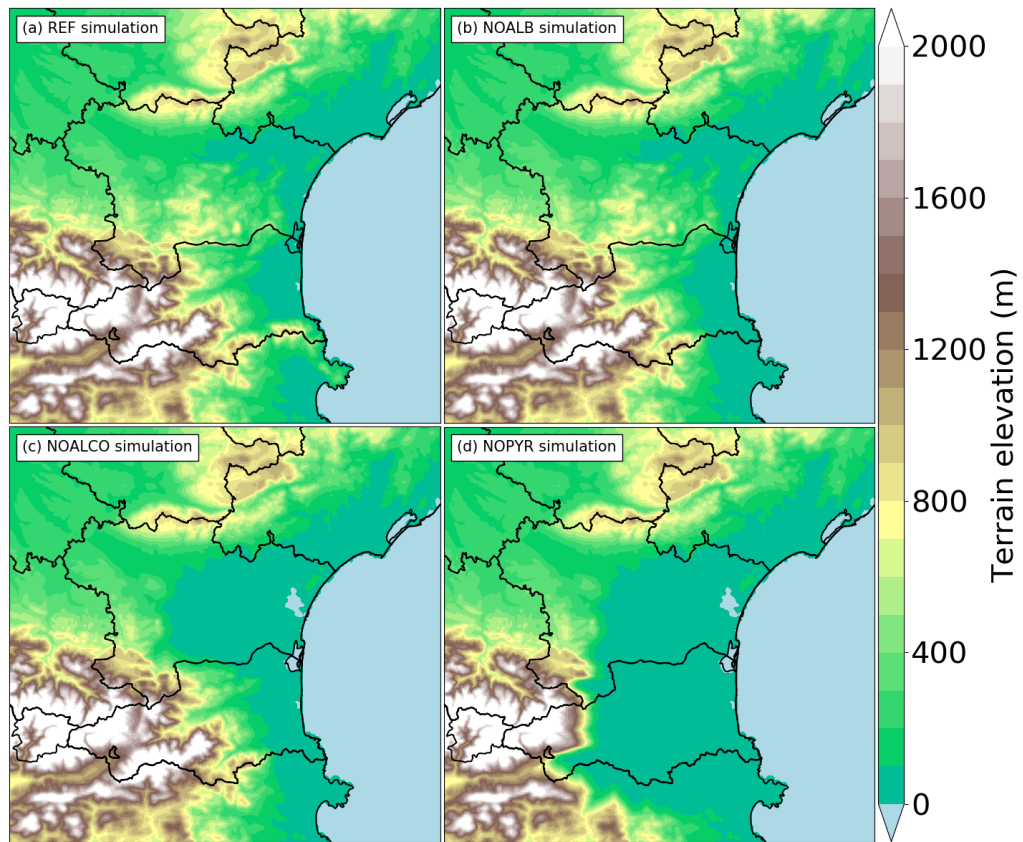 (a) REF simulation
(b) NOALB simulation
(c) NOALCO simulation
(d) NOPYR simulation
2000
1600
1200
800
400
0
Terrain elevation (m)